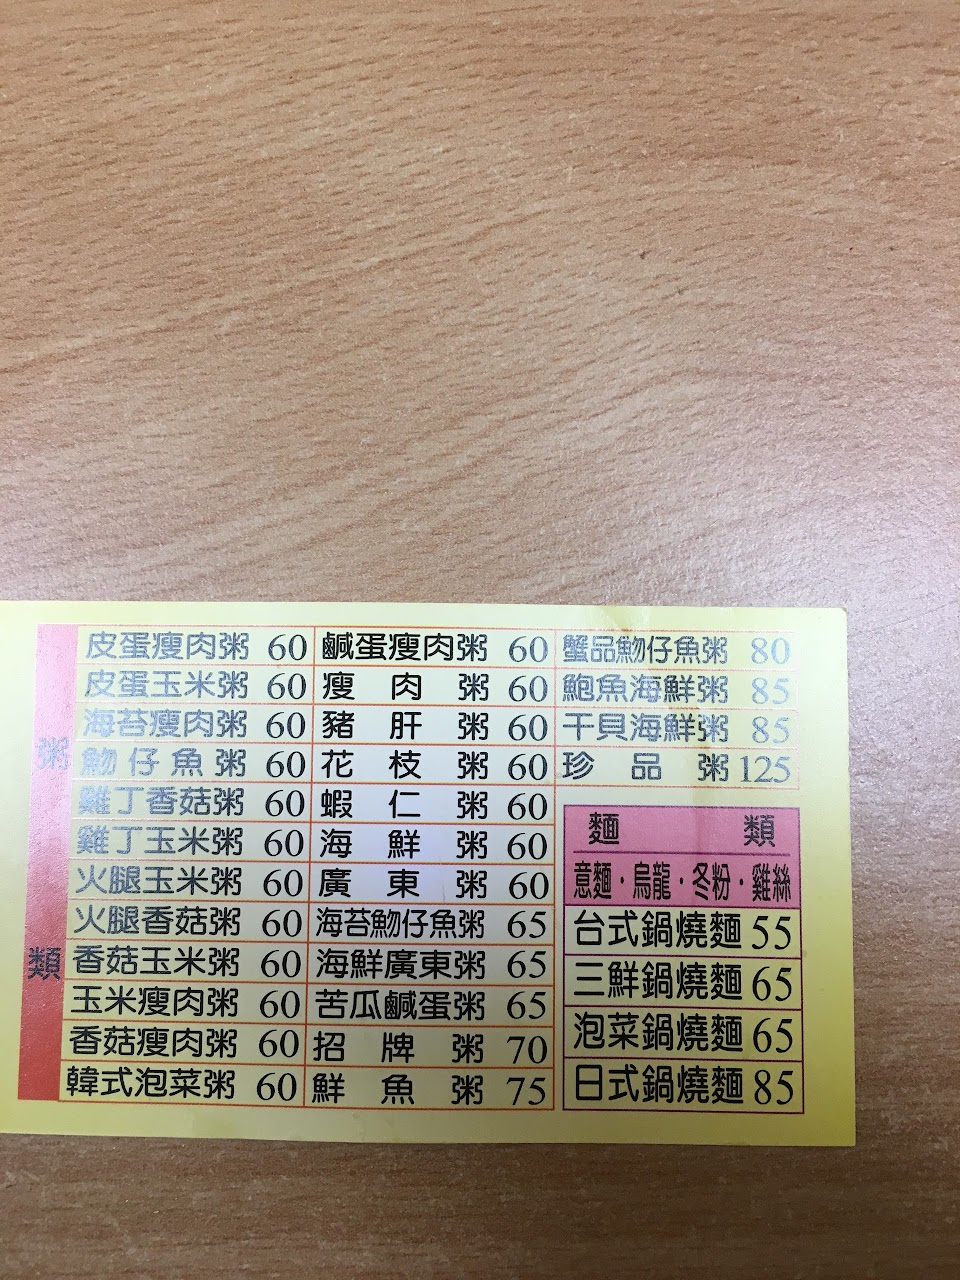 粥類
皮蛋瘦肉粥 60
皮蛋玉米粥 60
海苔瘦肉粥 60
魩仔魚粥 60
雞丁香菇粥 60
雞丁玉米粥 60
火腿玉米粥 60
火腿香菇粥 60
香菇玉米粥 60
玉米瘦肉粥 60
香菇瘦肉粥 60
韓式泡菜粥 60
鹹蛋瘦肉粥 60
瘦肉粥 60
豬肝粥 60
花枝粥 60
蝦仁粥 60
海鮮粥 60
廣東粥 60
海苔魩仔魚粥 65
海鮮廣東粥 65
苦瓜鹹蛋粥 65
招牌粥 70
鮮魚粥 75
蟹品魩仔魚粥 80
鮑魚海鮮粥 85
干貝海鮮粥 85
珍品粥 125
麵類
意麵·烏龍·冬粉·雞絲
台式鍋燒麵 55
三鮮鍋燒麵 65
泡菜鍋燒麵 65
日式鍋燒麵 85